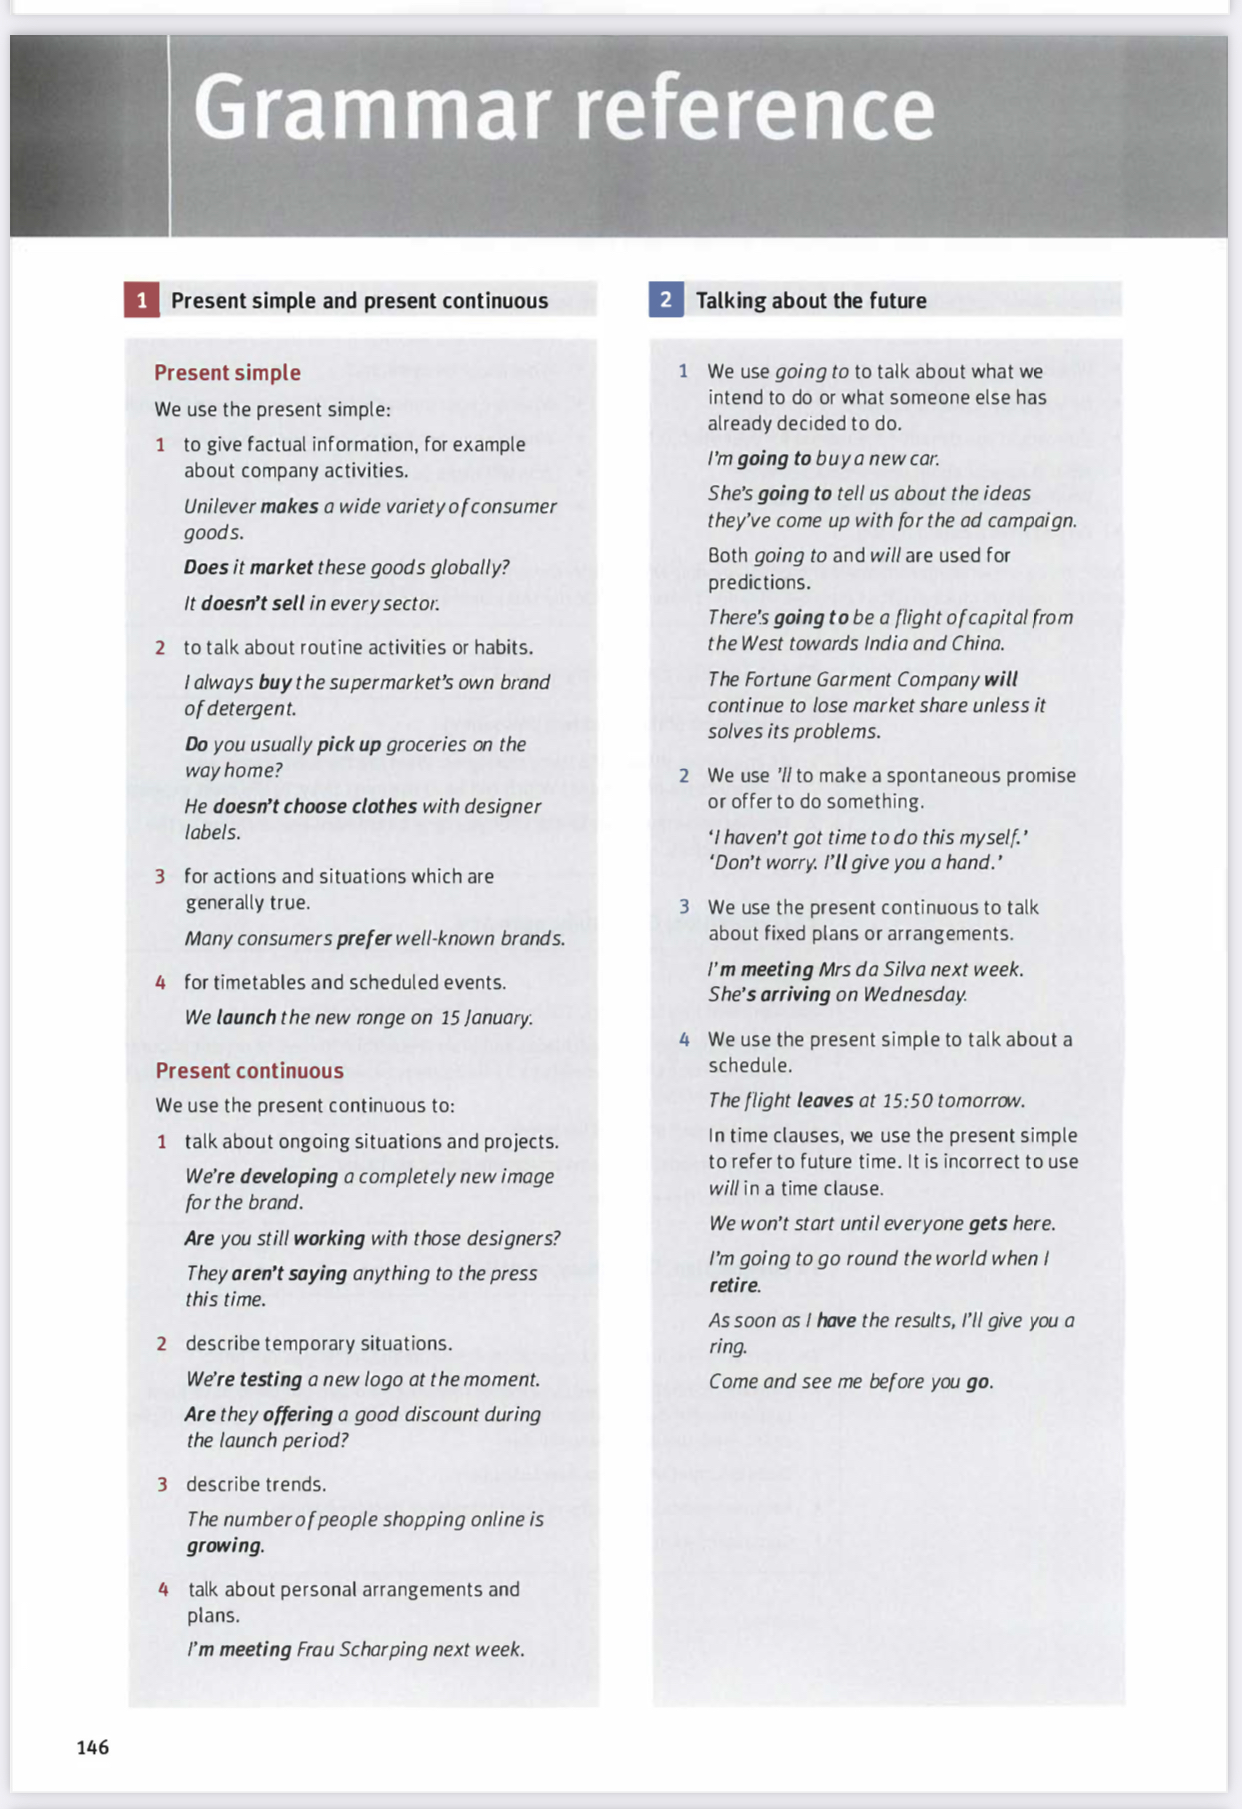 Grammar reference
1 Present simple and present continuous
Present simple
We use the present simple:
1 to give factual information, for example
about company activities.
Unilever makes a wide variety of consumer
goods.
Does it market these goods globally?
It doesn't sell in every sector.
2 to talk about routine activities or habits.
I always buy the supermarket's own brand
of detergent.
Do you usually pick up groceries on the
way home?
He doesn't choose clothes with designer
labels.
3 for actions and situations which are
generally true.
Many consumers prefer well-known brands.
4 for timetables and scheduled events.
We launch the new range on 15 January.
Present continuous
We use the present continuous to:
1 talk about ongoing situations and projects.
We're developing a completely new image
for the brand.
Are you still working with those designers?
They aren't saying anything to the press
this time.
2 describe temporary situations.
We're testing a new logo at the moment.
Are they offering a good discount during
the launch period?
3 describe trends.
The number of people shopping online is
growing.
4 talk about personal arrangements and
plans.
I'm meeting Frau Scharping next week.
2 Talking about the future
1 We use going to to talk about what we
intend to do or what someone else has
already decided to do.
I'm going to buy a new car.
She's going to tell us about the ideas
they've come up with for the ad campaign.
Both going to and will are used for
predictions.
There's going to be a flight of capital from
the West towards India and China.
The Fortune Garment Company will
continue to lose market share unless it
solves its problems.
2 We use 'll to make a spontaneous promise
or offer to do something.
'I haven't got time to do this myself.'
'Don't worry. I'll give you a hand.'
3 We use the present continuous to talk
about fixed plans or arrangements.
I'm meeting Mrs da Silva next week.
She's arriving on Wednesday.
4 We use the present simple to talk about a
schedule.
The flight leaves at 15:50 tomorrow.
In time clauses, we use the present simple
to refer to future time. It is incorrect to use
will in a time clause.
We won't start until everyone gets here.
I'm going to go round the world when I
retire.
As soon as I have the results, I'll give you a
ring.
Come and see me before you go.
146